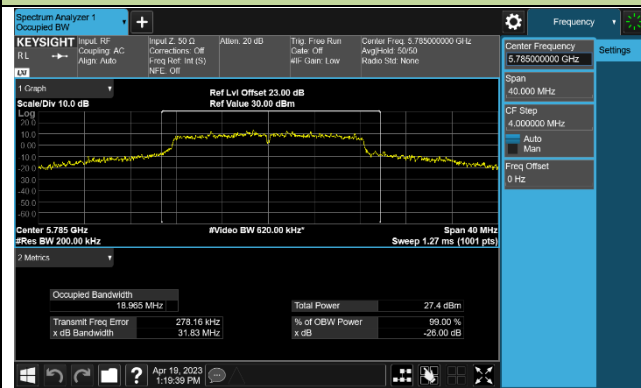 Spectrum Analyzer 1
Occupied BW
+
Frequency
KEYSIGHT
Input: RF
Coupling: AC
Align: Auto
Input Z: 50 Ω
Corrections: Off
Freq Ref: Int (S)
NFE: Off
Atten: 20 dB
Trig: Free Run
Gate: Off
#IF Gain: Low
Center Freq: 5.785000000 GHz
Avg|Hold: 50/50
Radio Std: None
RL
LXI
Center Frequency
5.785000000 GHz
Settings
Span
40.000 MHz
CF Step
4.000000 MHz
Auto
Man
Freq Offset
0 Hz
1 Graph
Scale/Div 10.0 dB
Ref Lvl Offset 23.00 dB
Ref Value 30.00 dBm
Log
20.0
10.0
0.00
-10.0
-20.0
-30.0
-40.0
-50.0
-60.0
Center 5.785 GHz
#Res BW 200.00 kHz
#Video BW 620.00 kHz*
Span 40 MHz
Sweep 1.27 ms (1001 pts)
2 Metrics
Occupied Bandwidth
18.965 MHz
Total Power 27.4 dBm
Transmit Freq Error 278.16 kHz
% of OBW Power 99.00 %
x dB Bandwidth 31.83 MHz
x dB -26.00 dB
?
Apr 19, 2023
1:19:39 PM